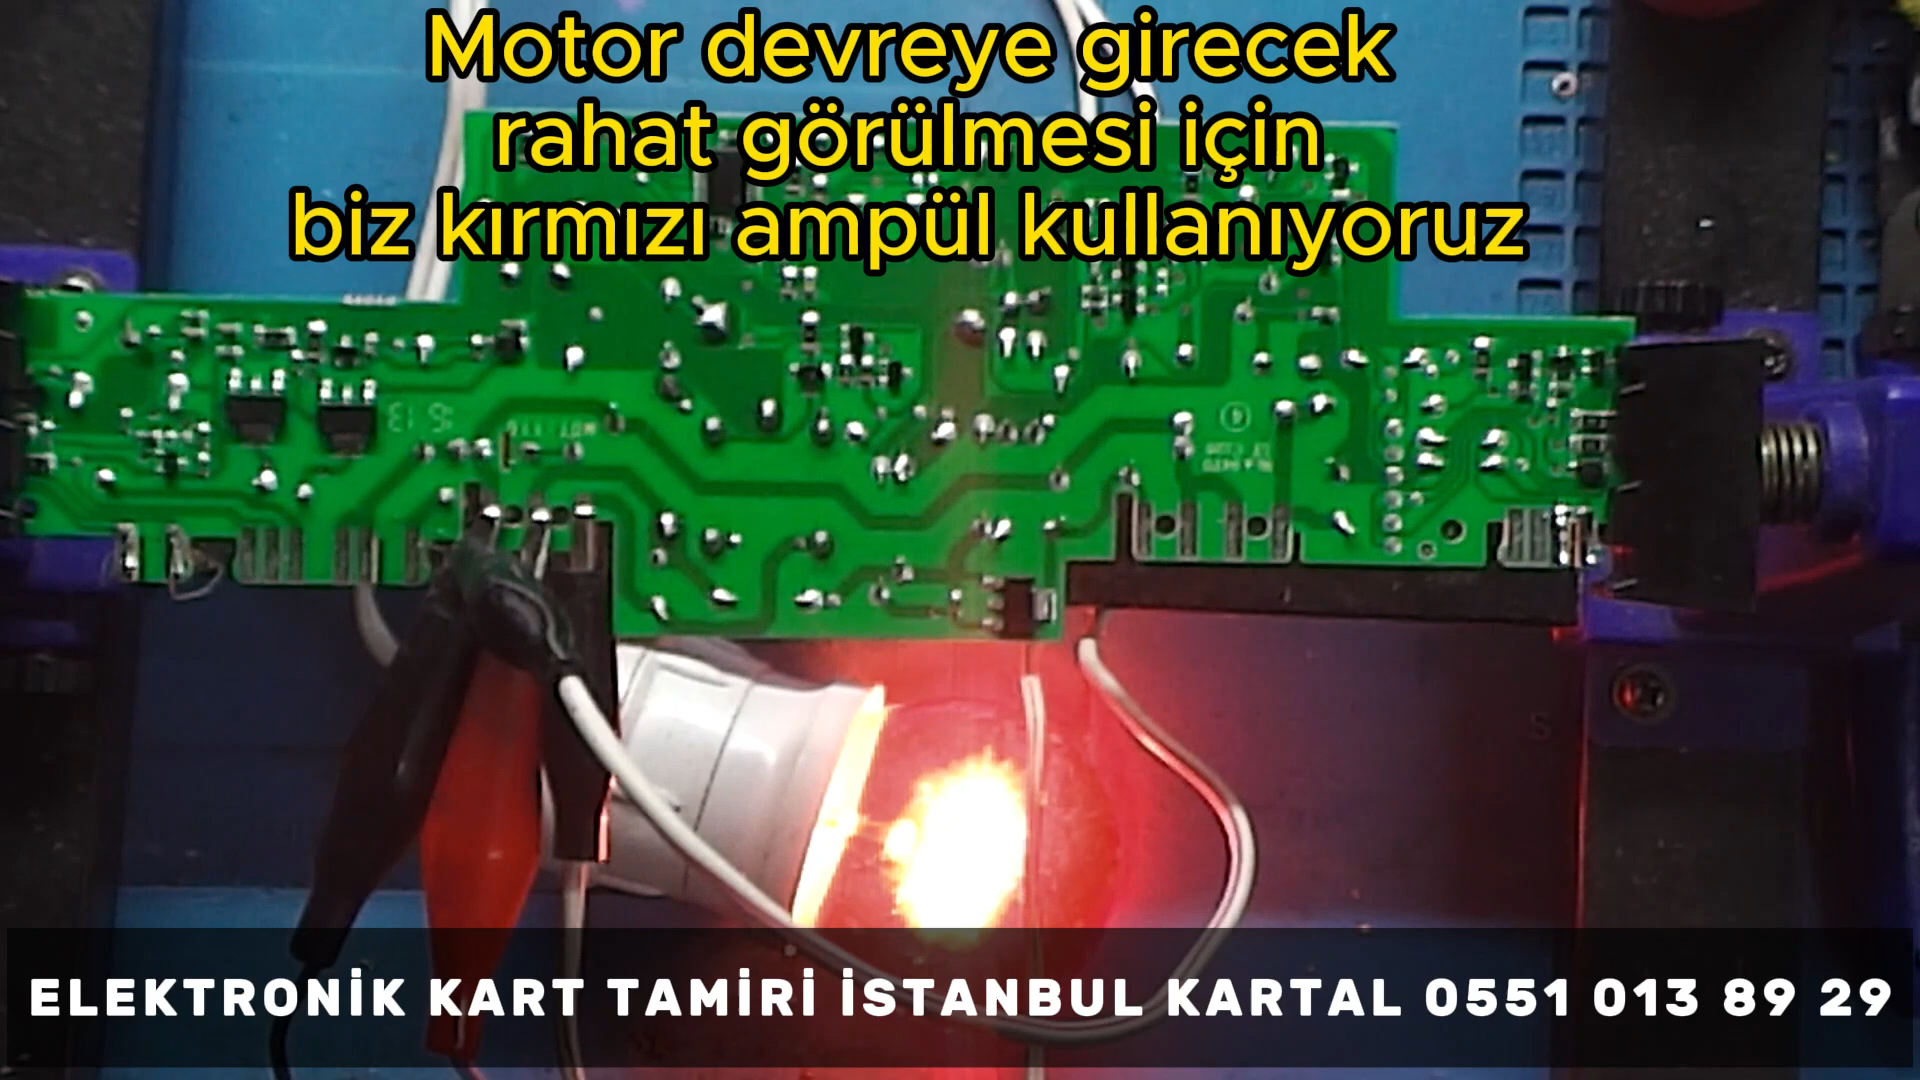 Motor devreye girecek
rahat görülmesi için
biz kırmızı ampül kullanıyoruz
ELEKTRONİK KART TAMİRİ İSTANBUL KARTAL 0551 013 89 29